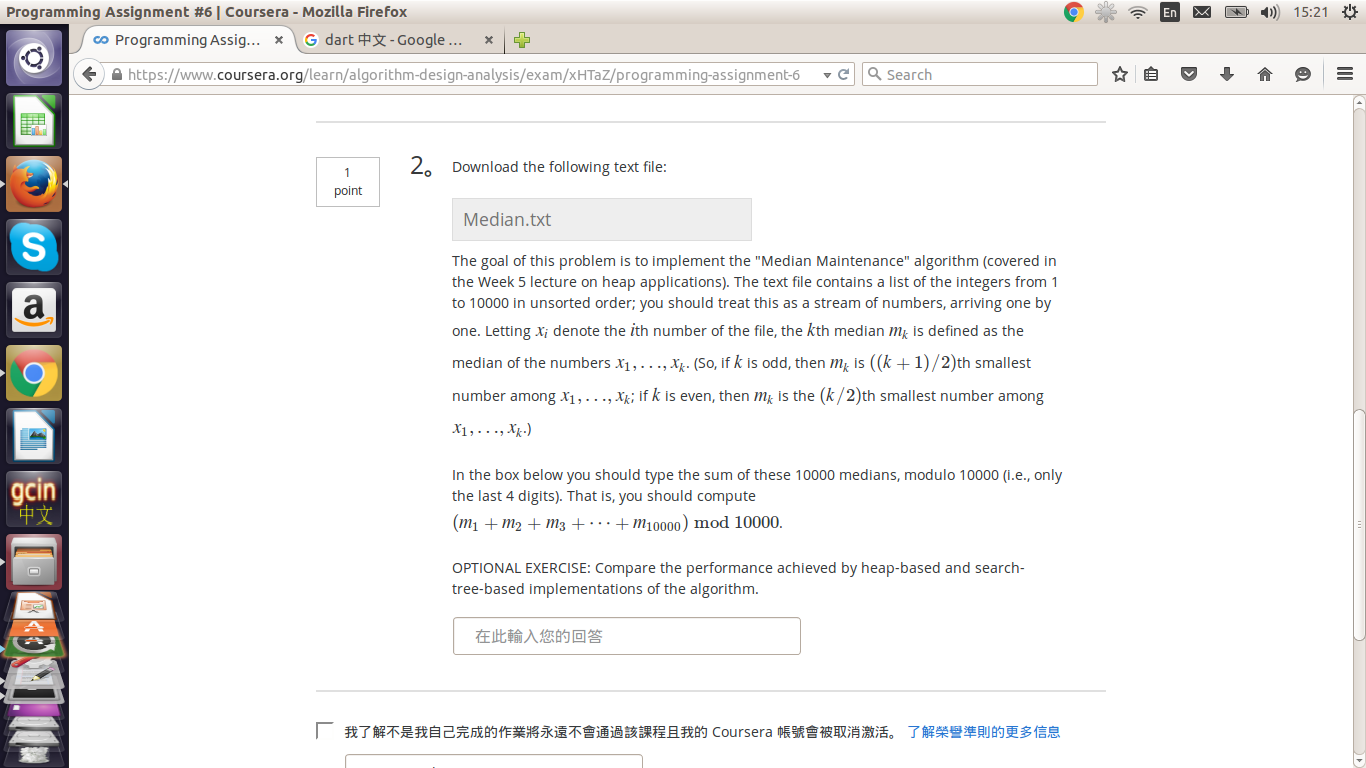 Programming Assignment #6 | Coursera - Mozilla Firefox
En
15:21
Programming Assig...
dart 中文 - Google ...
https://www.coursera.org/learn/algorithm-design-analysis/exam/xHTaZ/programming-assignment-6
Search
1
point
2。
Download the following text file:
Median.txt
The goal of this problem is to implement the "Median Maintenance" algorithm (covered in
the Week 5 lecture on heap applications). The text file contains a list of the integers from 1
to 10000 in unsorted order; you should treat this as a stream of numbers, arriving one by
one. Letting x_i denote the ith number of the file, the kth median m_k is defined as the
median of the numbers x_1, . . . , x_k. (So, if k is odd, then m_k is ((k + 1)/2)th smallest
number among x_1, . . . , x_k; if k is even, then m_k is the (k/2)th smallest number among
x_1, . . . , x_k.)
In the box below you should type the sum of these 10000 medians, modulo 10000 (i.e., only
the last 4 digits). That is, you should compute
(m_1 + m_2 + m_3 + ⋯ + m_10000) mod 10000.
OPTIONAL EXERCISE: Compare the performance achieved by heap-based and search-
tree-based implementations of the algorithm.
在此輸入您的回答
我了解不是我自己完成的作業將永遠不會通過該課程且我的 Coursera 帳號會被取消激活。 了解榮譽準則的更多信息
gcin
中文